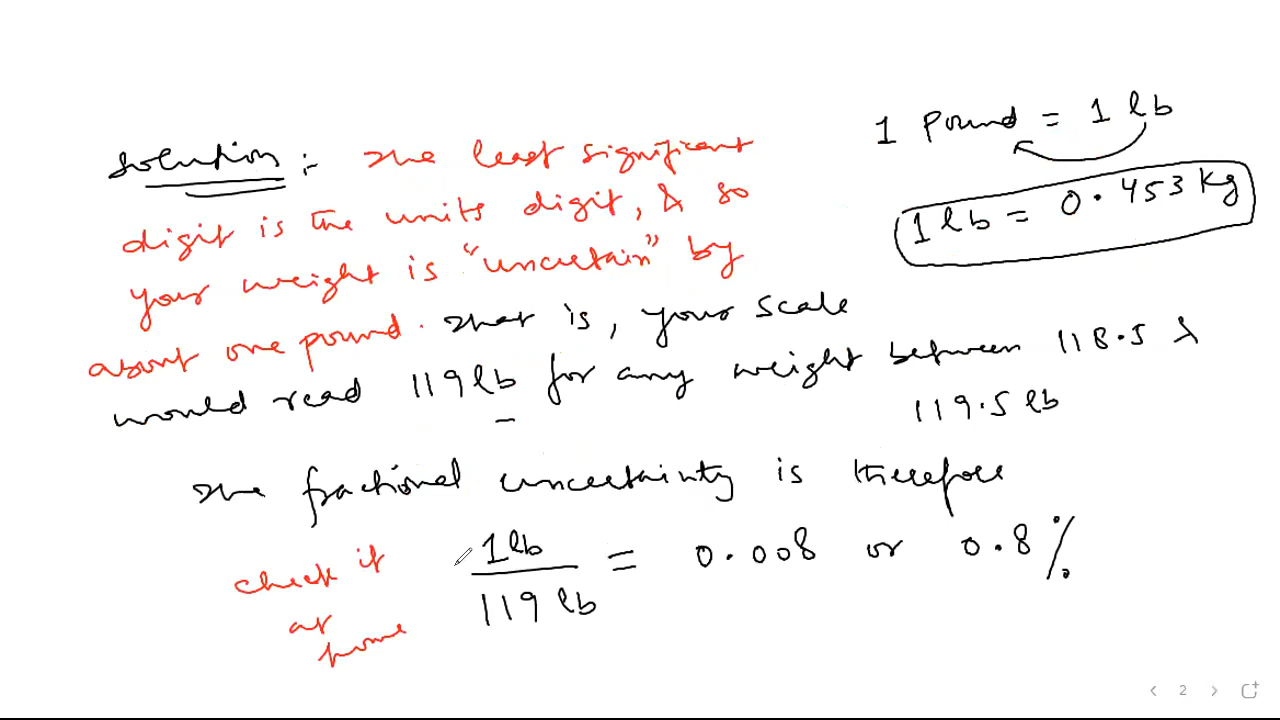 Solution :- The least significant
digit is the units digit, & so
your weight is "uncertain" by
about one pound. That is, your scale
would read 119 lb for any weight between 118.5 &
119.5 lb
The fractional uncertainty is therefore
1 lb / 119 lb = 0.008 or 0.8%
check it
at
home
1 Pound = 1 lb
1 lb = 0.453 Kg
2